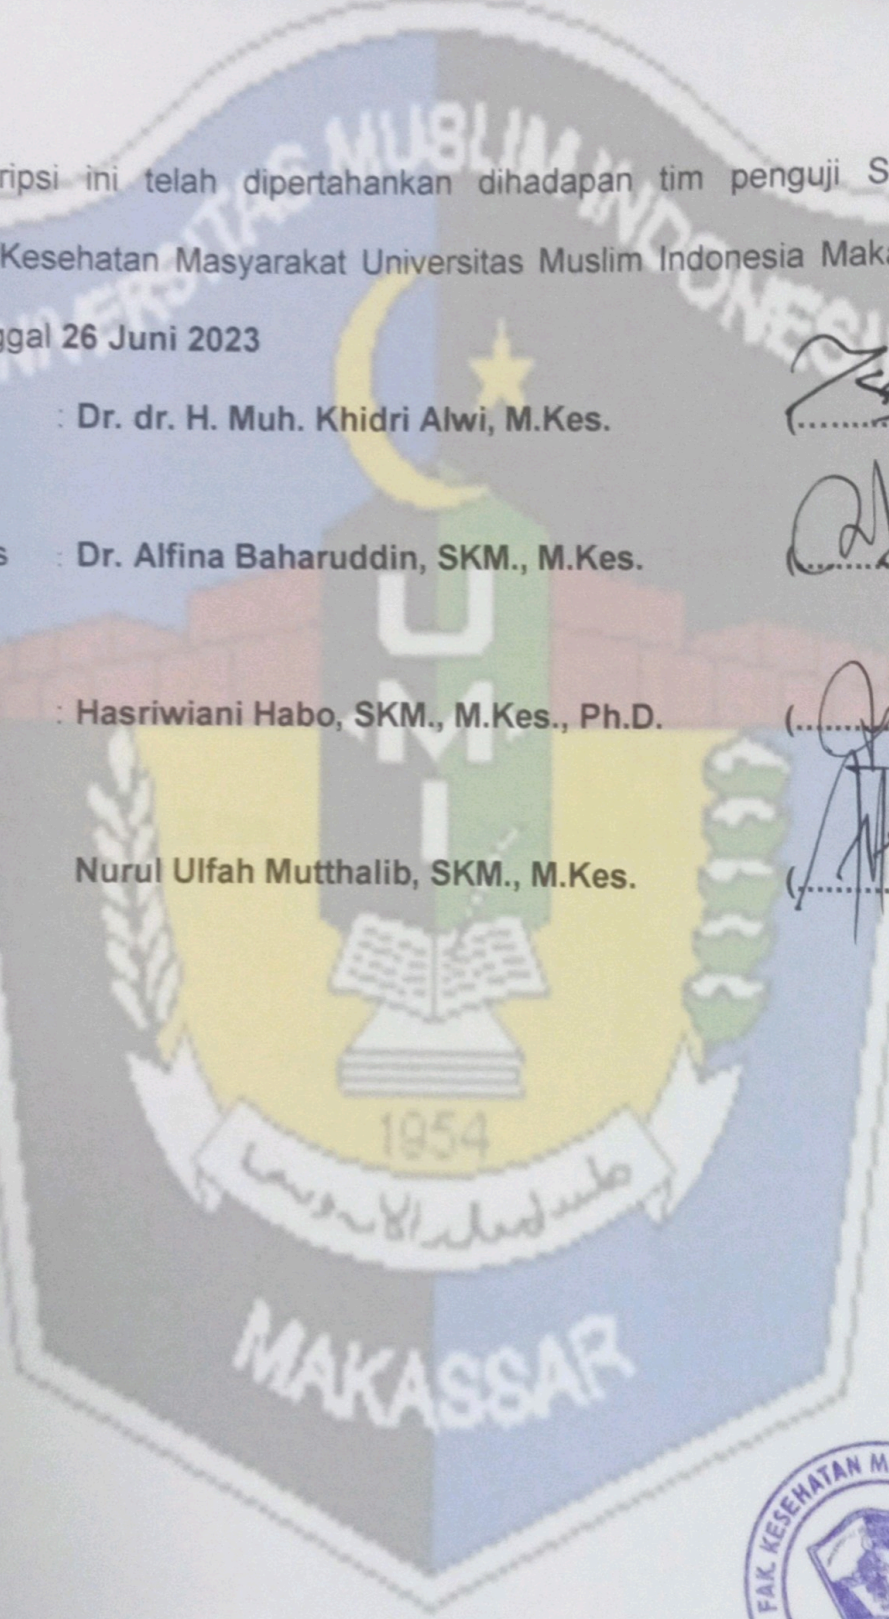 UNIVERSITAS MUSLIM INDONESIA
ripsi ini telah dipertahankan dihadapan tim penguji S
Kesehatan Masyarakat Universitas Muslim Indonesia Maka
ggal 26 Juni 2023
: Dr. dr. H. Muh. Khidri Alwi, M.Kes.
(..........
s : Dr. Alfina Baharuddin, SKM., M.Kes.
(..........
: Hasriwiani Habo, SKM., M.Kes., Ph.D.
(..........
Nurul Ulfah Mutthalib, SKM., M.Kes.
(..........
U
M
I
1954
MAKASSAR
FAK. KESEHATAN M